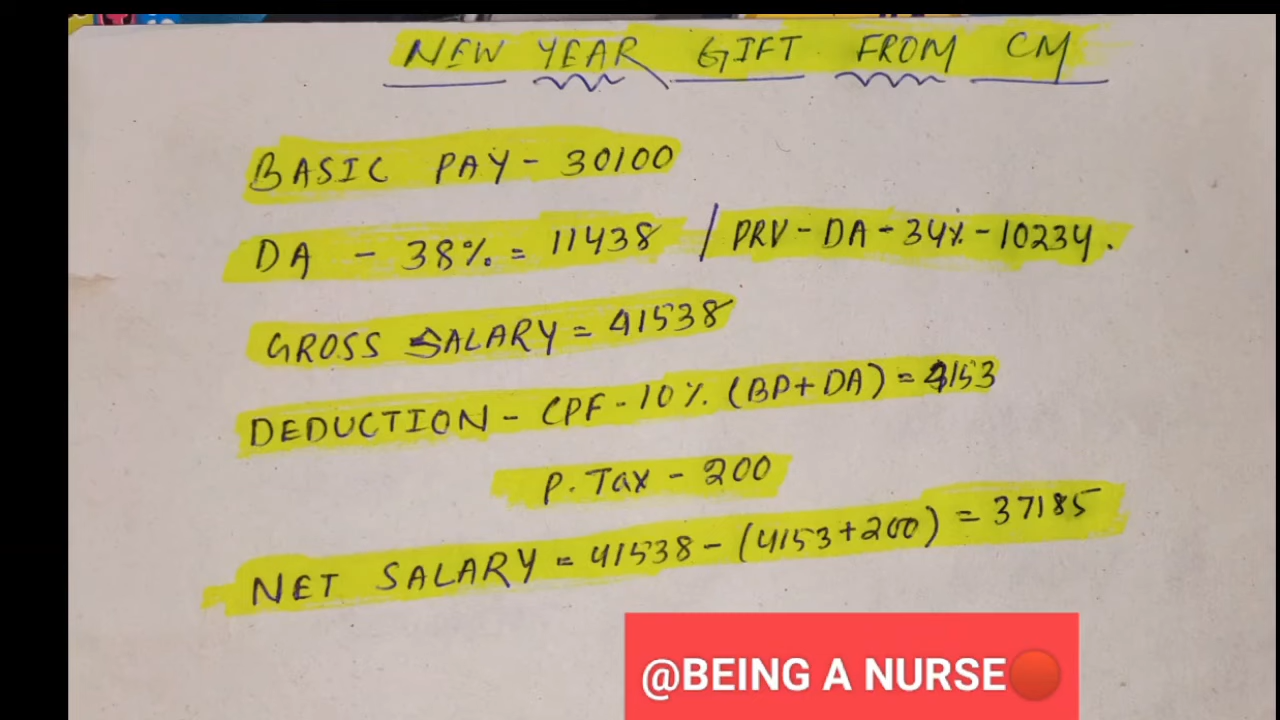 NEW YEAR GIFT FROM CM
BASIC PAY - 30100
DA - 38% = 11438 / PRV - DA - 34% - 10234.
GROSS SALARY = 41538
DEDUCTION - CPF - 10% (BP+DA) = 4153
P. Tax - 200
NET SALARY = 41538 - (4153+200) = 37185
@BEING A NURSE🔴